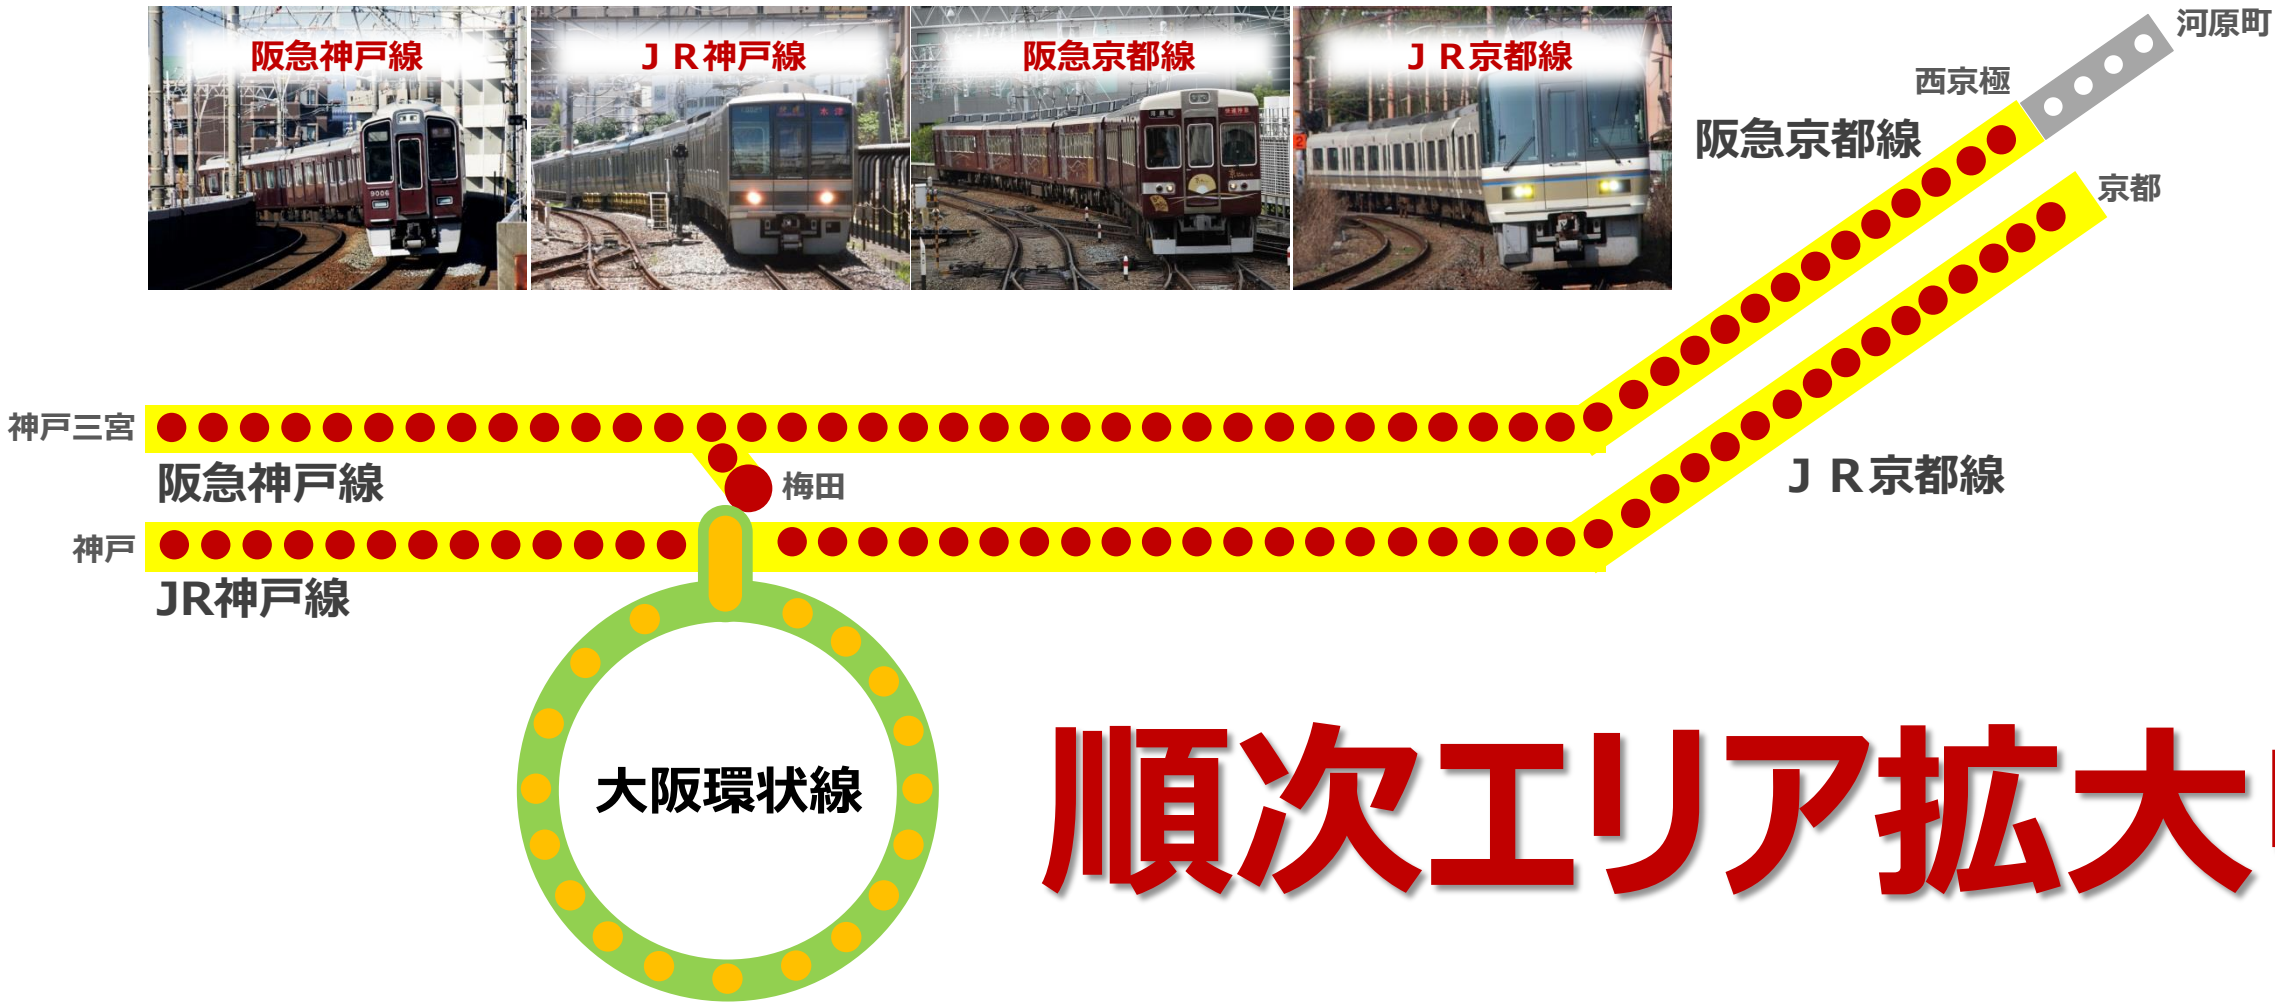 阪急神戸線
ＪＲ神戸線
阪急京都線
ＪＲ京都線
河原町
西京極
阪急京都線
京都
神戸三宮
阪急神戸線
梅田
ＪＲ京都線
神戸
JR神戸線
大阪環状線
順次エリア拡大
9006